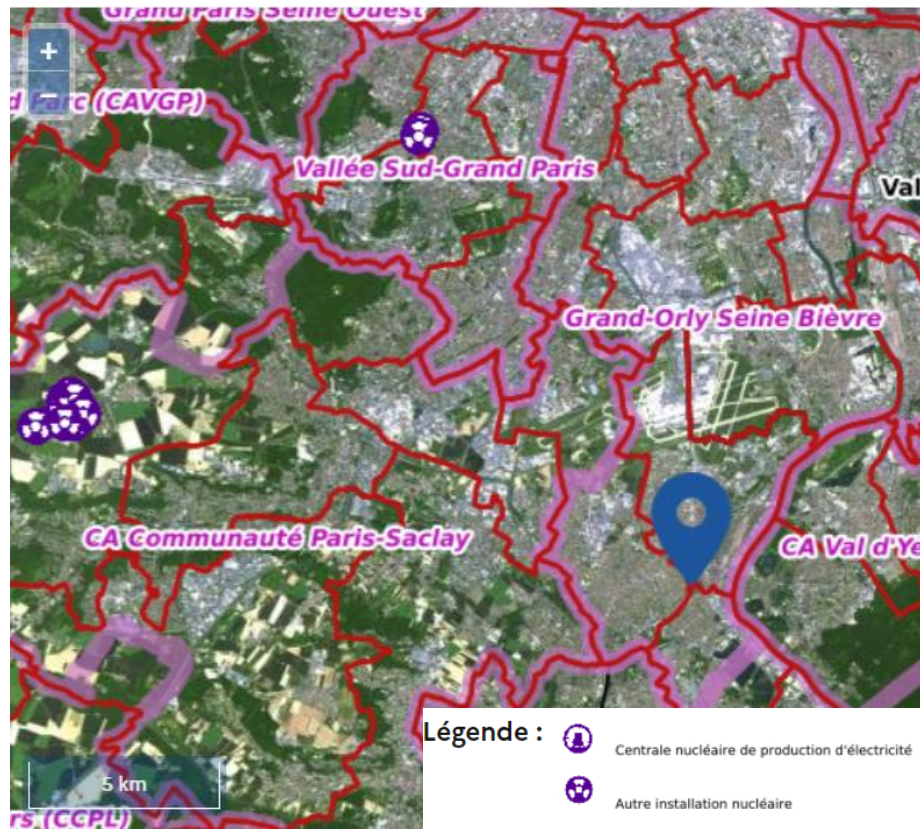 Grand Paris Seine Ouest
+
−
d Parc (CAVGP)
Vallée Sud-Grand Paris
Val
Grand-Orly Seine Bièvre
CA Communauté Paris-Saclay
CA Val d'Ye
5 km
rs (CCPL)
Légende :
Centrale nucléaire de production d'électricité
Autre installation nucléaire